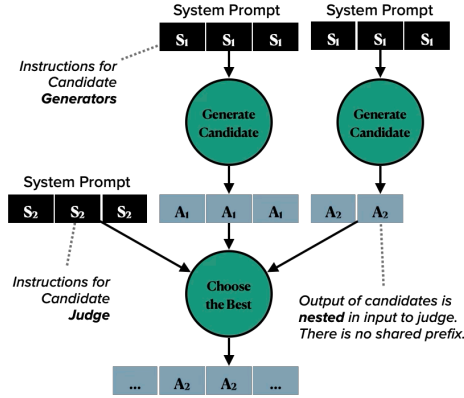 System Prompt
System Prompt
S₁ S₁ S₁
S₁ S₁ S₁
Instructions for
Candidate
Generators
Generate
Candidate
Generate
Candidate
System Prompt
S₂ S₂ S₂
A₁ A₁ A₁
A₂ A₂
Instructions for
Candidate
Judge
Choose
the Best
Output of candidates is
nested in input to judge.
There is no shared prefix.
... A₂ A₂ ...